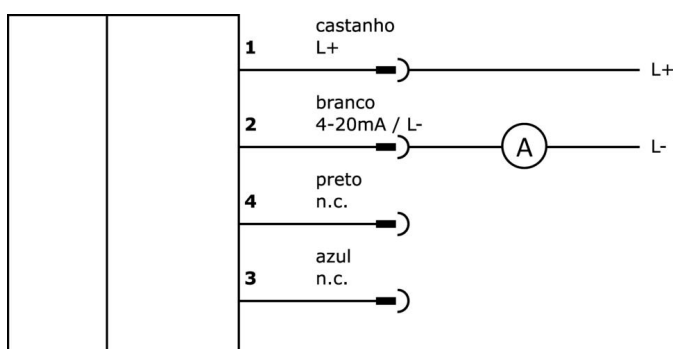 castanho
1 L+
L+
branco
2 4-20mA / L-
A L-
preto
4 n.c.
azul
3 n.c.